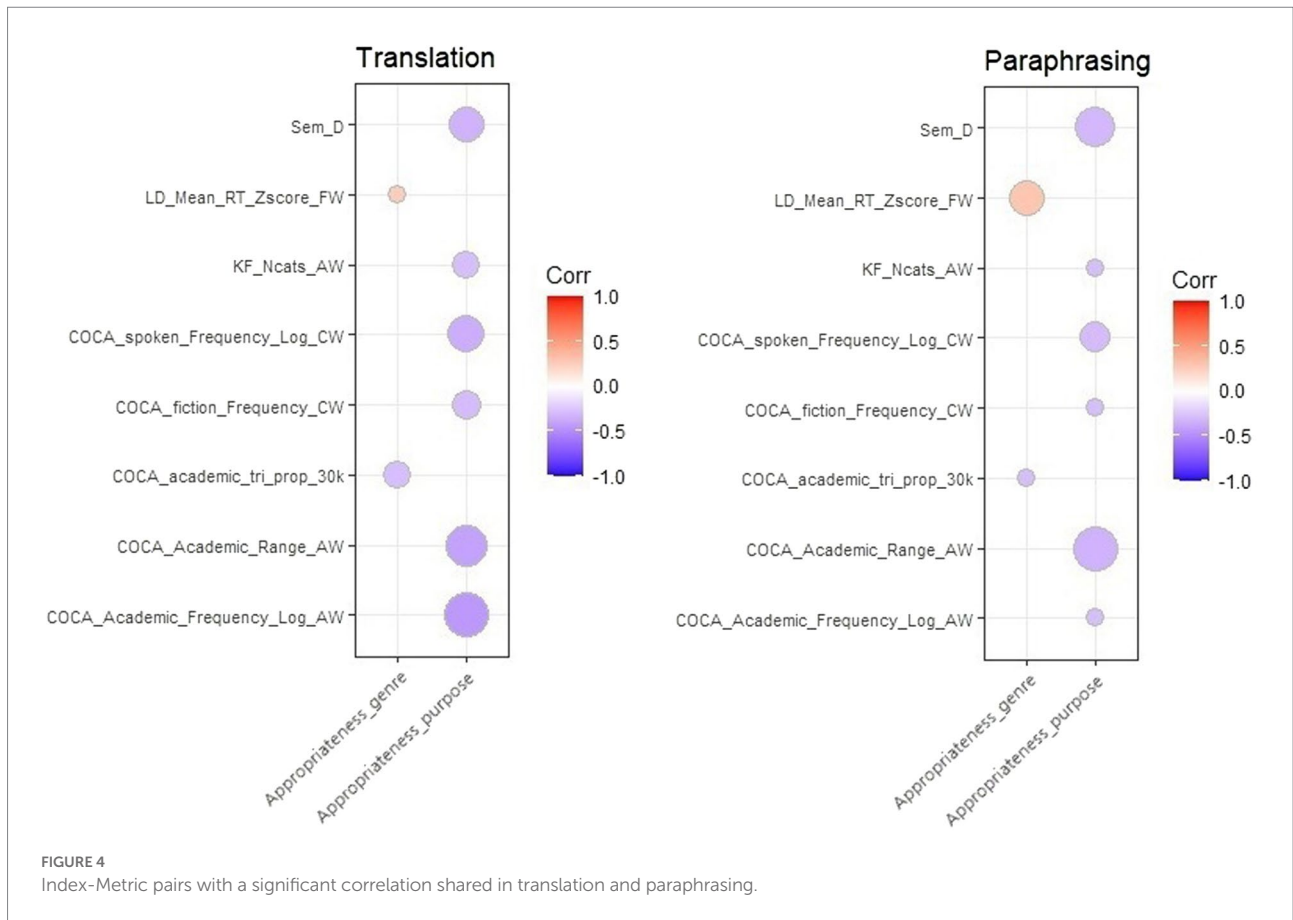 Translation
Sem_D
LD_Mean_RT_Zscore_FW
KF_Ncats_AW
COCA_spoken_Frequency_Log_CW
COCA_fiction_Frequency_CW
COCA_academic_tri_prop_30k
COCA_Academic_Range_AW
COCA_Academic_Frequency_Log_AW
Appropriateness_genre
Appropriateness_purpose
Corr
1.0
0.5
0.0
-0.5
-1.0
Paraphrasing
Sem_D
LD_Mean_RT_Zscore_FW
KF_Ncats_AW
COCA_spoken_Frequency_Log_CW
COCA_fiction_Frequency_CW
COCA_academic_tri_prop_30k
COCA_Academic_Range_AW
COCA_Academic_Frequency_Log_AW
Appropriateness_genre
Appropriateness_purpose
Corr
1.0
0.5
0.0
-0.5
-1.0
FIGURE 4
Index-Metric pairs with a significant correlation shared in translation and paraphrasing.